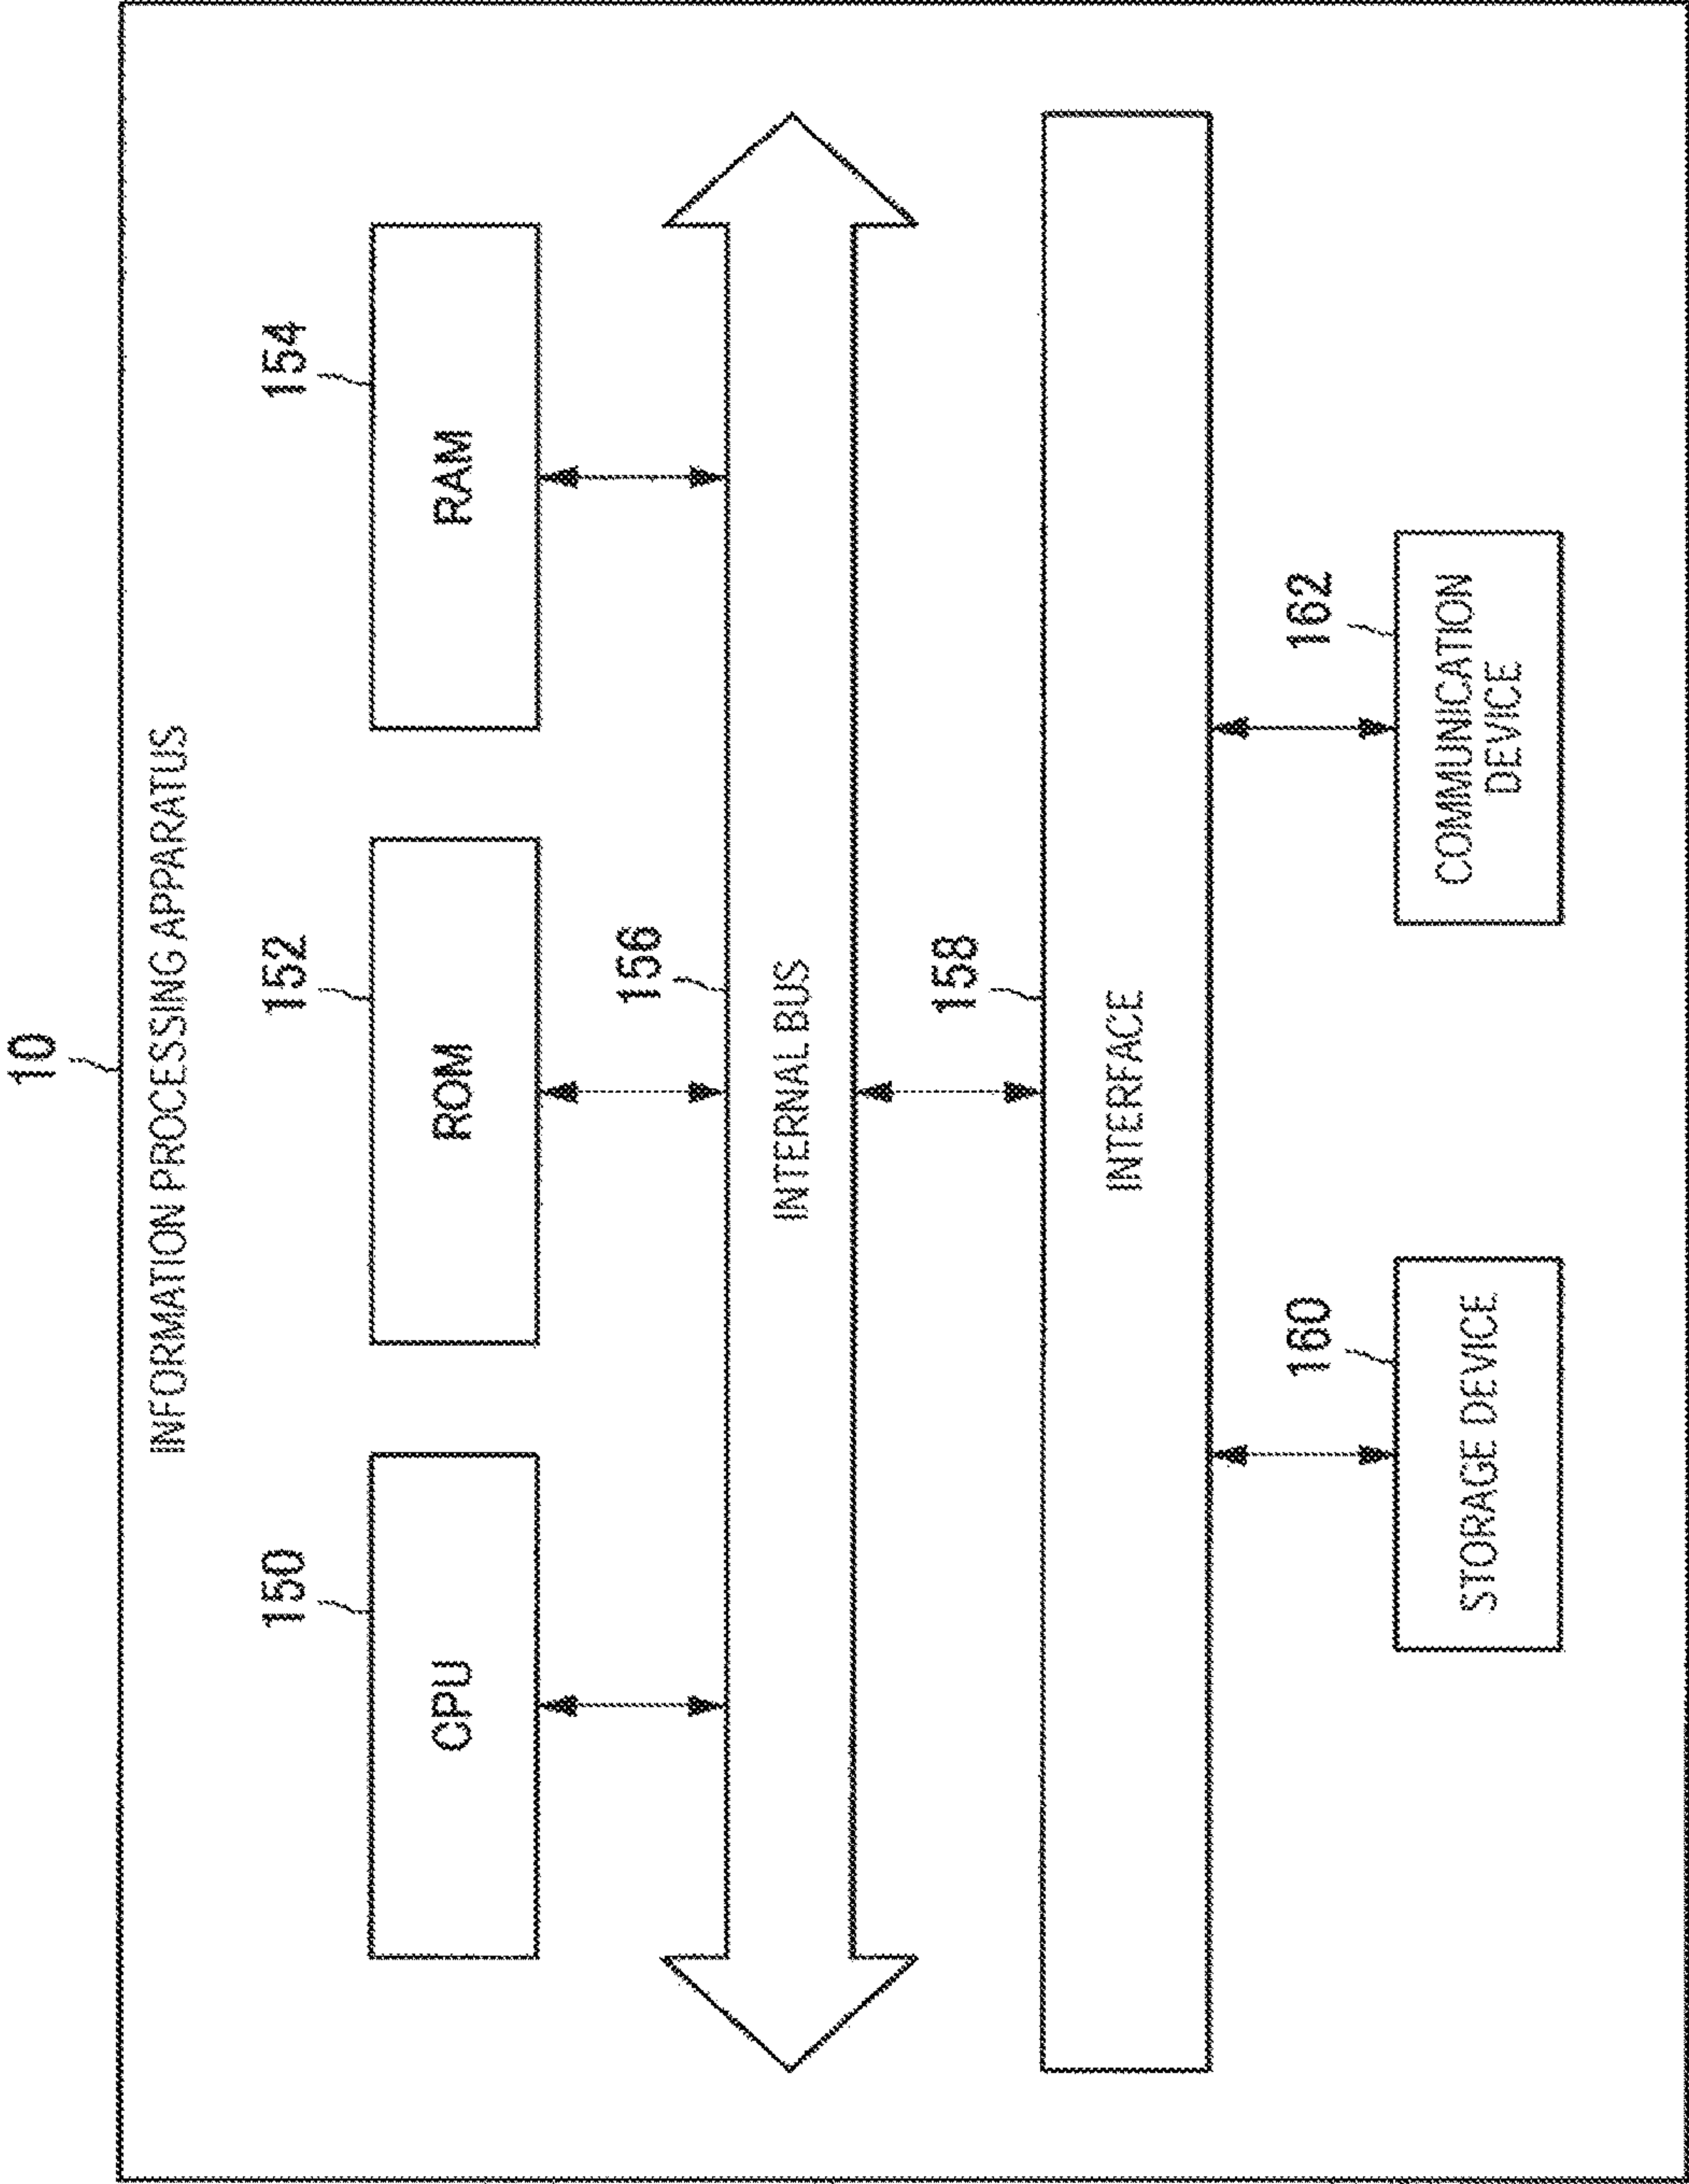 10
INFORMATION PROCESSING APPARATUS
150
152
154
CPU
ROM
RAM
156
INTERNAL BUS
158
INTERFACE
160
162
STORAGE DEVICE
COMMUNICATION
DEVICE